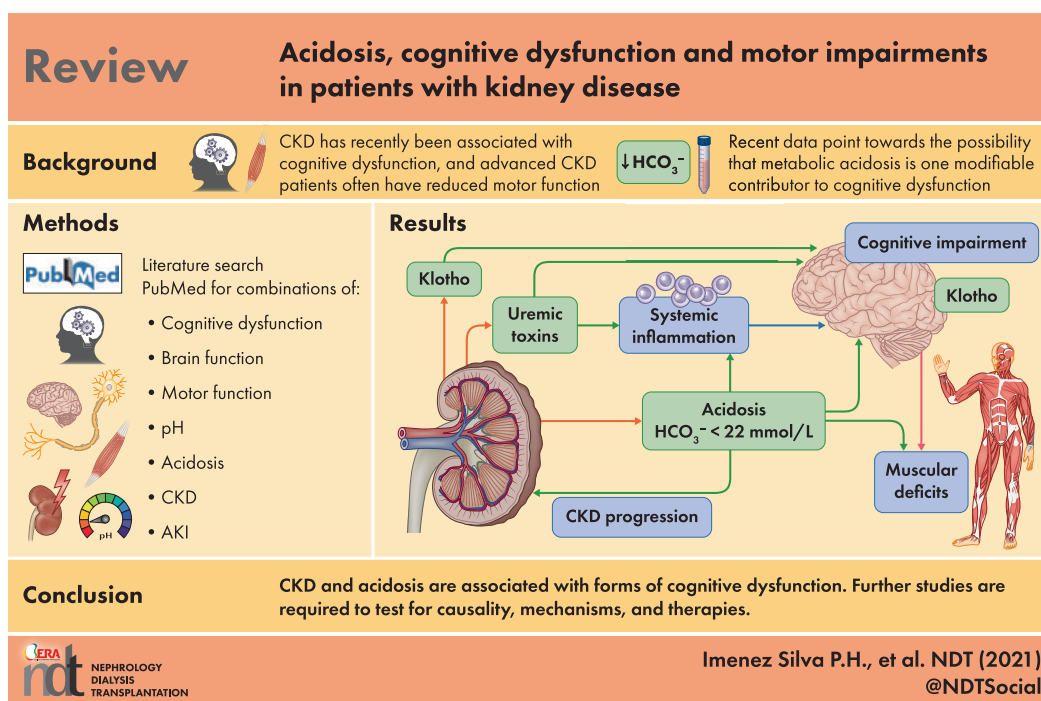 Review
Acidosis, cognitive dysfunction and motor impairments
in patients with kidney disease
Background
CKD has recently been associated with
cognitive dysfunction, and advanced CKD
patients often have reduced motor function
↓HCO₃⁻
Recent data point towards the possibility
that metabolic acidosis is one modifiable
contributor to cognitive dysfunction
Methods
PubMed
Literature search
PubMed for combinations of:
• Cognitive dysfunction
• Brain function
• Motor function
• pH
• Acidosis
• CKD
• AKI
pH
Results
Klotho
Uremic
toxins
Systemic
inflammation
Cognitive impairment
Klotho
Acidosis
HCO₃⁻ < 22 mmol/L
Muscular
deficits
CKD progression
Conclusion
CKD and acidosis are associated with forms of cognitive dysfunction. Further studies are
required to test for causality, mechanisms, and therapies.
ERA
ndt
NEPHROLOGY
DIALYSIS
TRANSPLANTATION
Imenez Silva P.H., et al. NDT (2021)
@NDTSocial